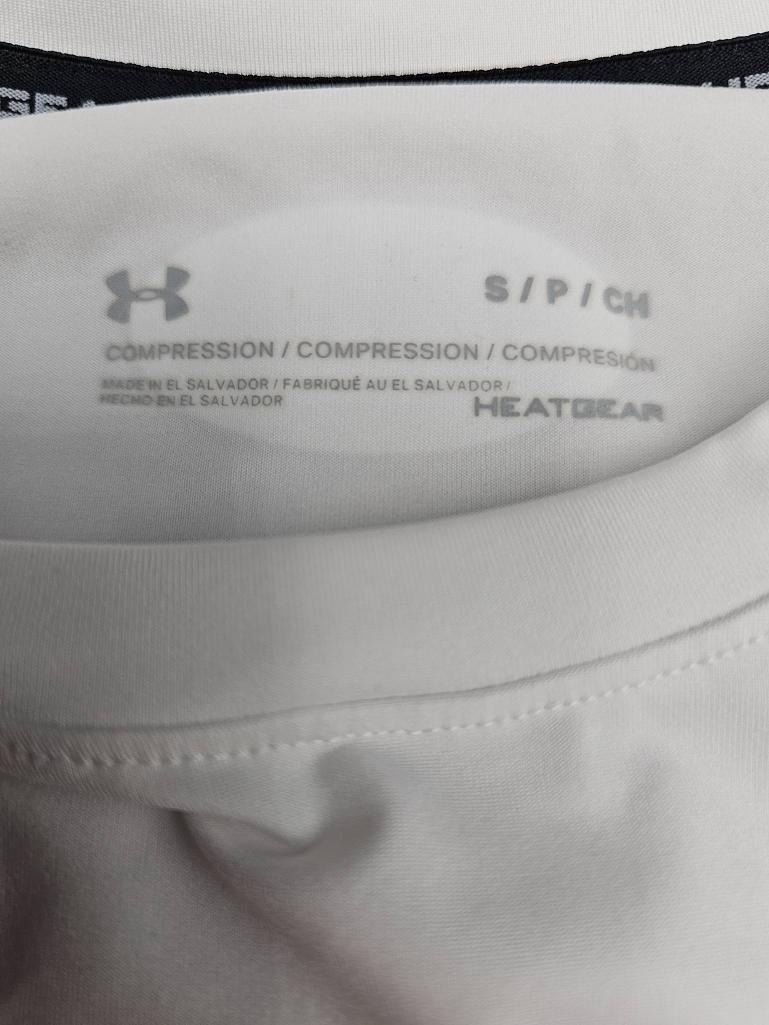 S / P / CH
COMPRESSION / COMPRESSION / COMPRESIÓN
MADE IN EL SALVADOR / FABRIQUÉ AU EL SALVADOR /
HECHO EN EL SALVADOR
HEATGEAR